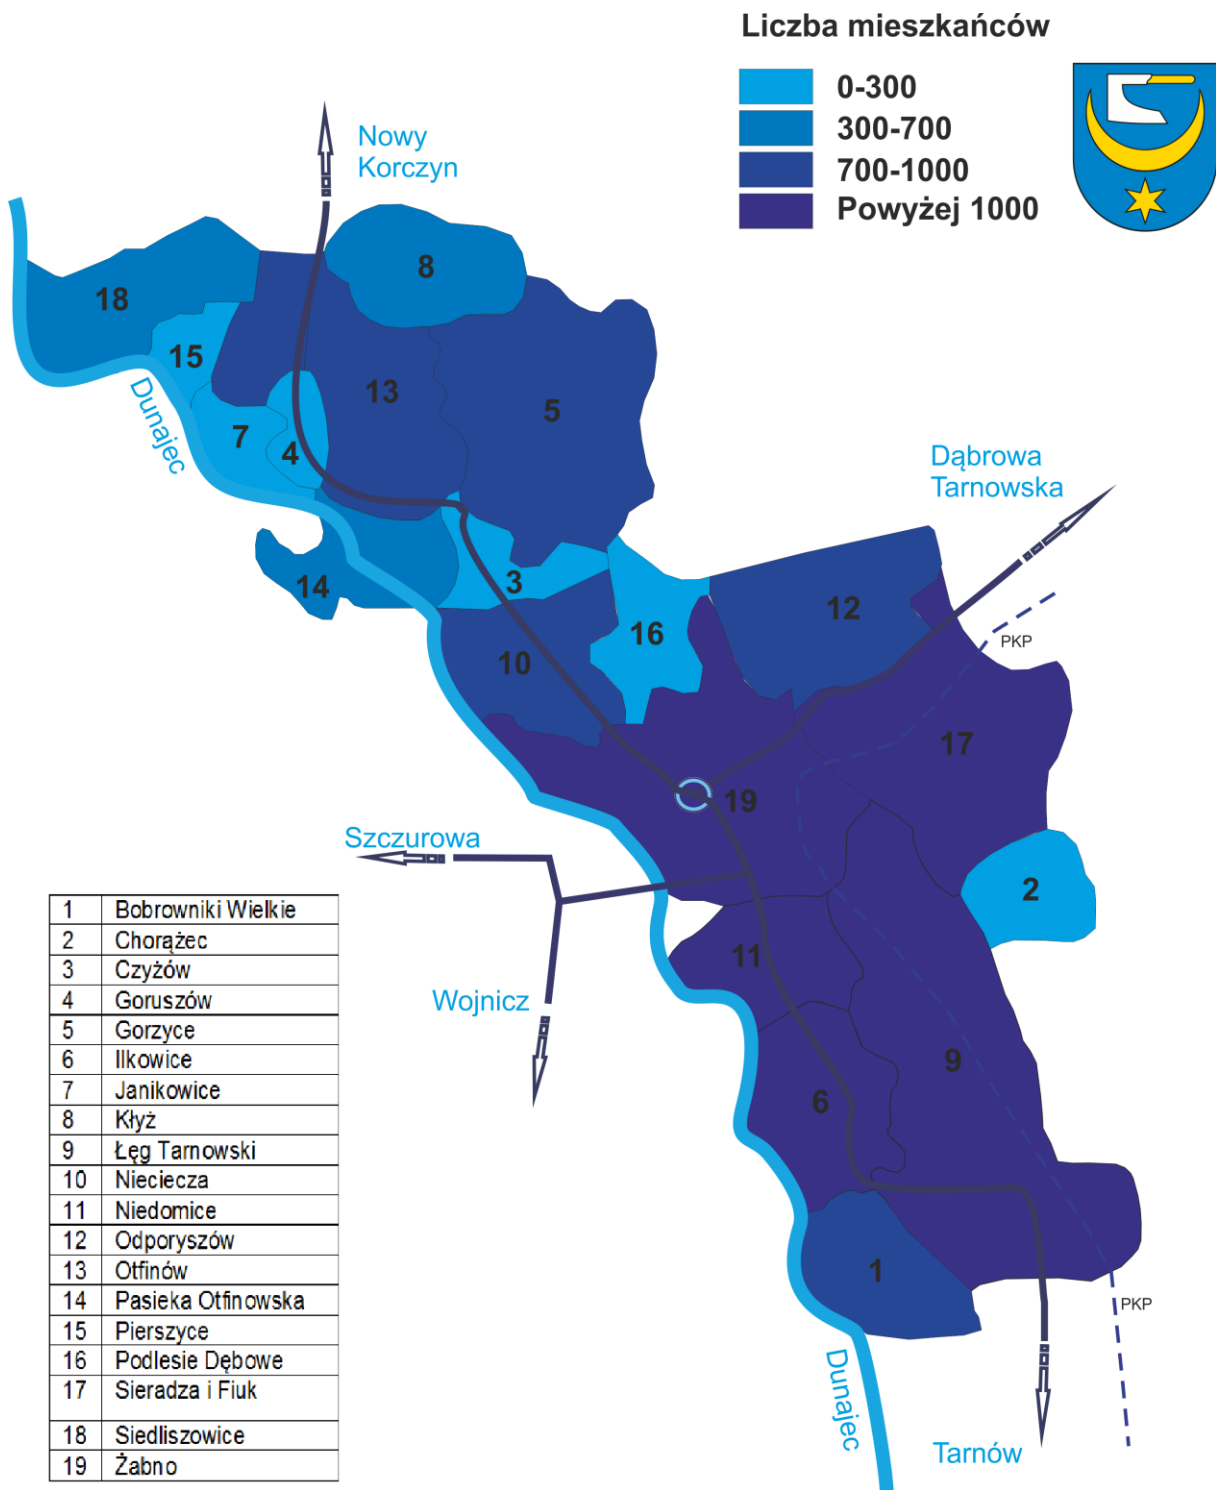 Liczba mieszkańców
0-300
300-700
700-1000
Powyżej 1000
Nowy
Korczyn
8
18
15
13
5
7
4
Dunajec
Dąbrowa
Tarnowska
3
14
12
16
10
PKP
17
19
Szczurowa
2
11
Wojnicz
9
6
1
PKP
Dunajec
Tarnów
1 Bobrowniki Wielkie
2 Chorążec
3 Czyżów
4 Goruszów
5 Gorzyce
6 Ilkowice
7 Janikowice
8 Kłyż
9 Łęg Tarnowski
10 Nieciecza
11 Niedomice
12 Odporyszów
13 Otfinów
14 Pasieka Otfinowska
15 Pierszyce
16 Podlesie Dębowe
17 Sieradza i Fiuk
18 Siedliszowice
19 Żabno